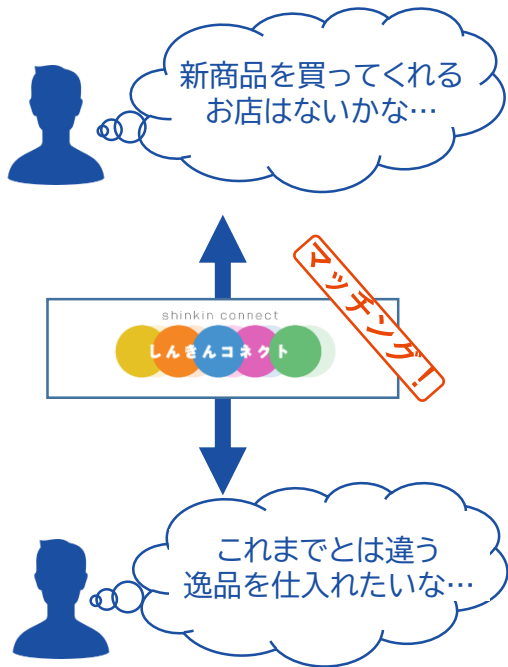 新商品を買ってくれる
お店はないかな…
マッチング！
shinkin connect
しんきんコネクト
これまでとは違う
逸品を仕入れたいな…